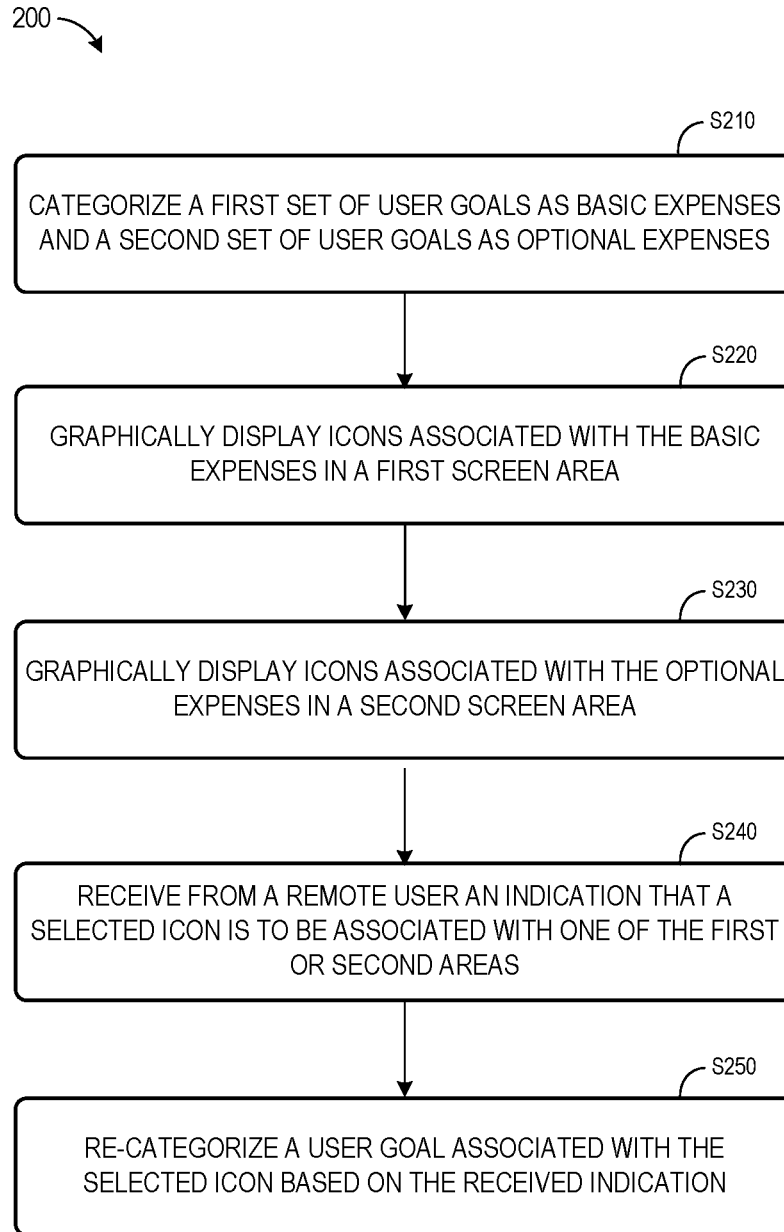 200
S210
CATEGORIZE A FIRST SET OF USER GOALS AS BASIC EXPENSES
AND A SECOND SET OF USER GOALS AS OPTIONAL EXPENSES
S220
GRAPHICALLY DISPLAY ICONS ASSOCIATED WITH THE BASIC
EXPENSES IN A FIRST SCREEN AREA
S230
GRAPHICALLY DISPLAY ICONS ASSOCIATED WITH THE OPTIONAL
EXPENSES IN A SECOND SCREEN AREA
S240
RECEIVE FROM A REMOTE USER AN INDICATION THAT A
SELECTED ICON IS TO BE ASSOCIATED WITH ONE OF THE FIRST
OR SECOND AREAS
S250
RE-CATEGORIZE A USER GOAL ASSOCIATED WITH THE
SELECTED ICON BASED ON THE RECEIVED INDICATION